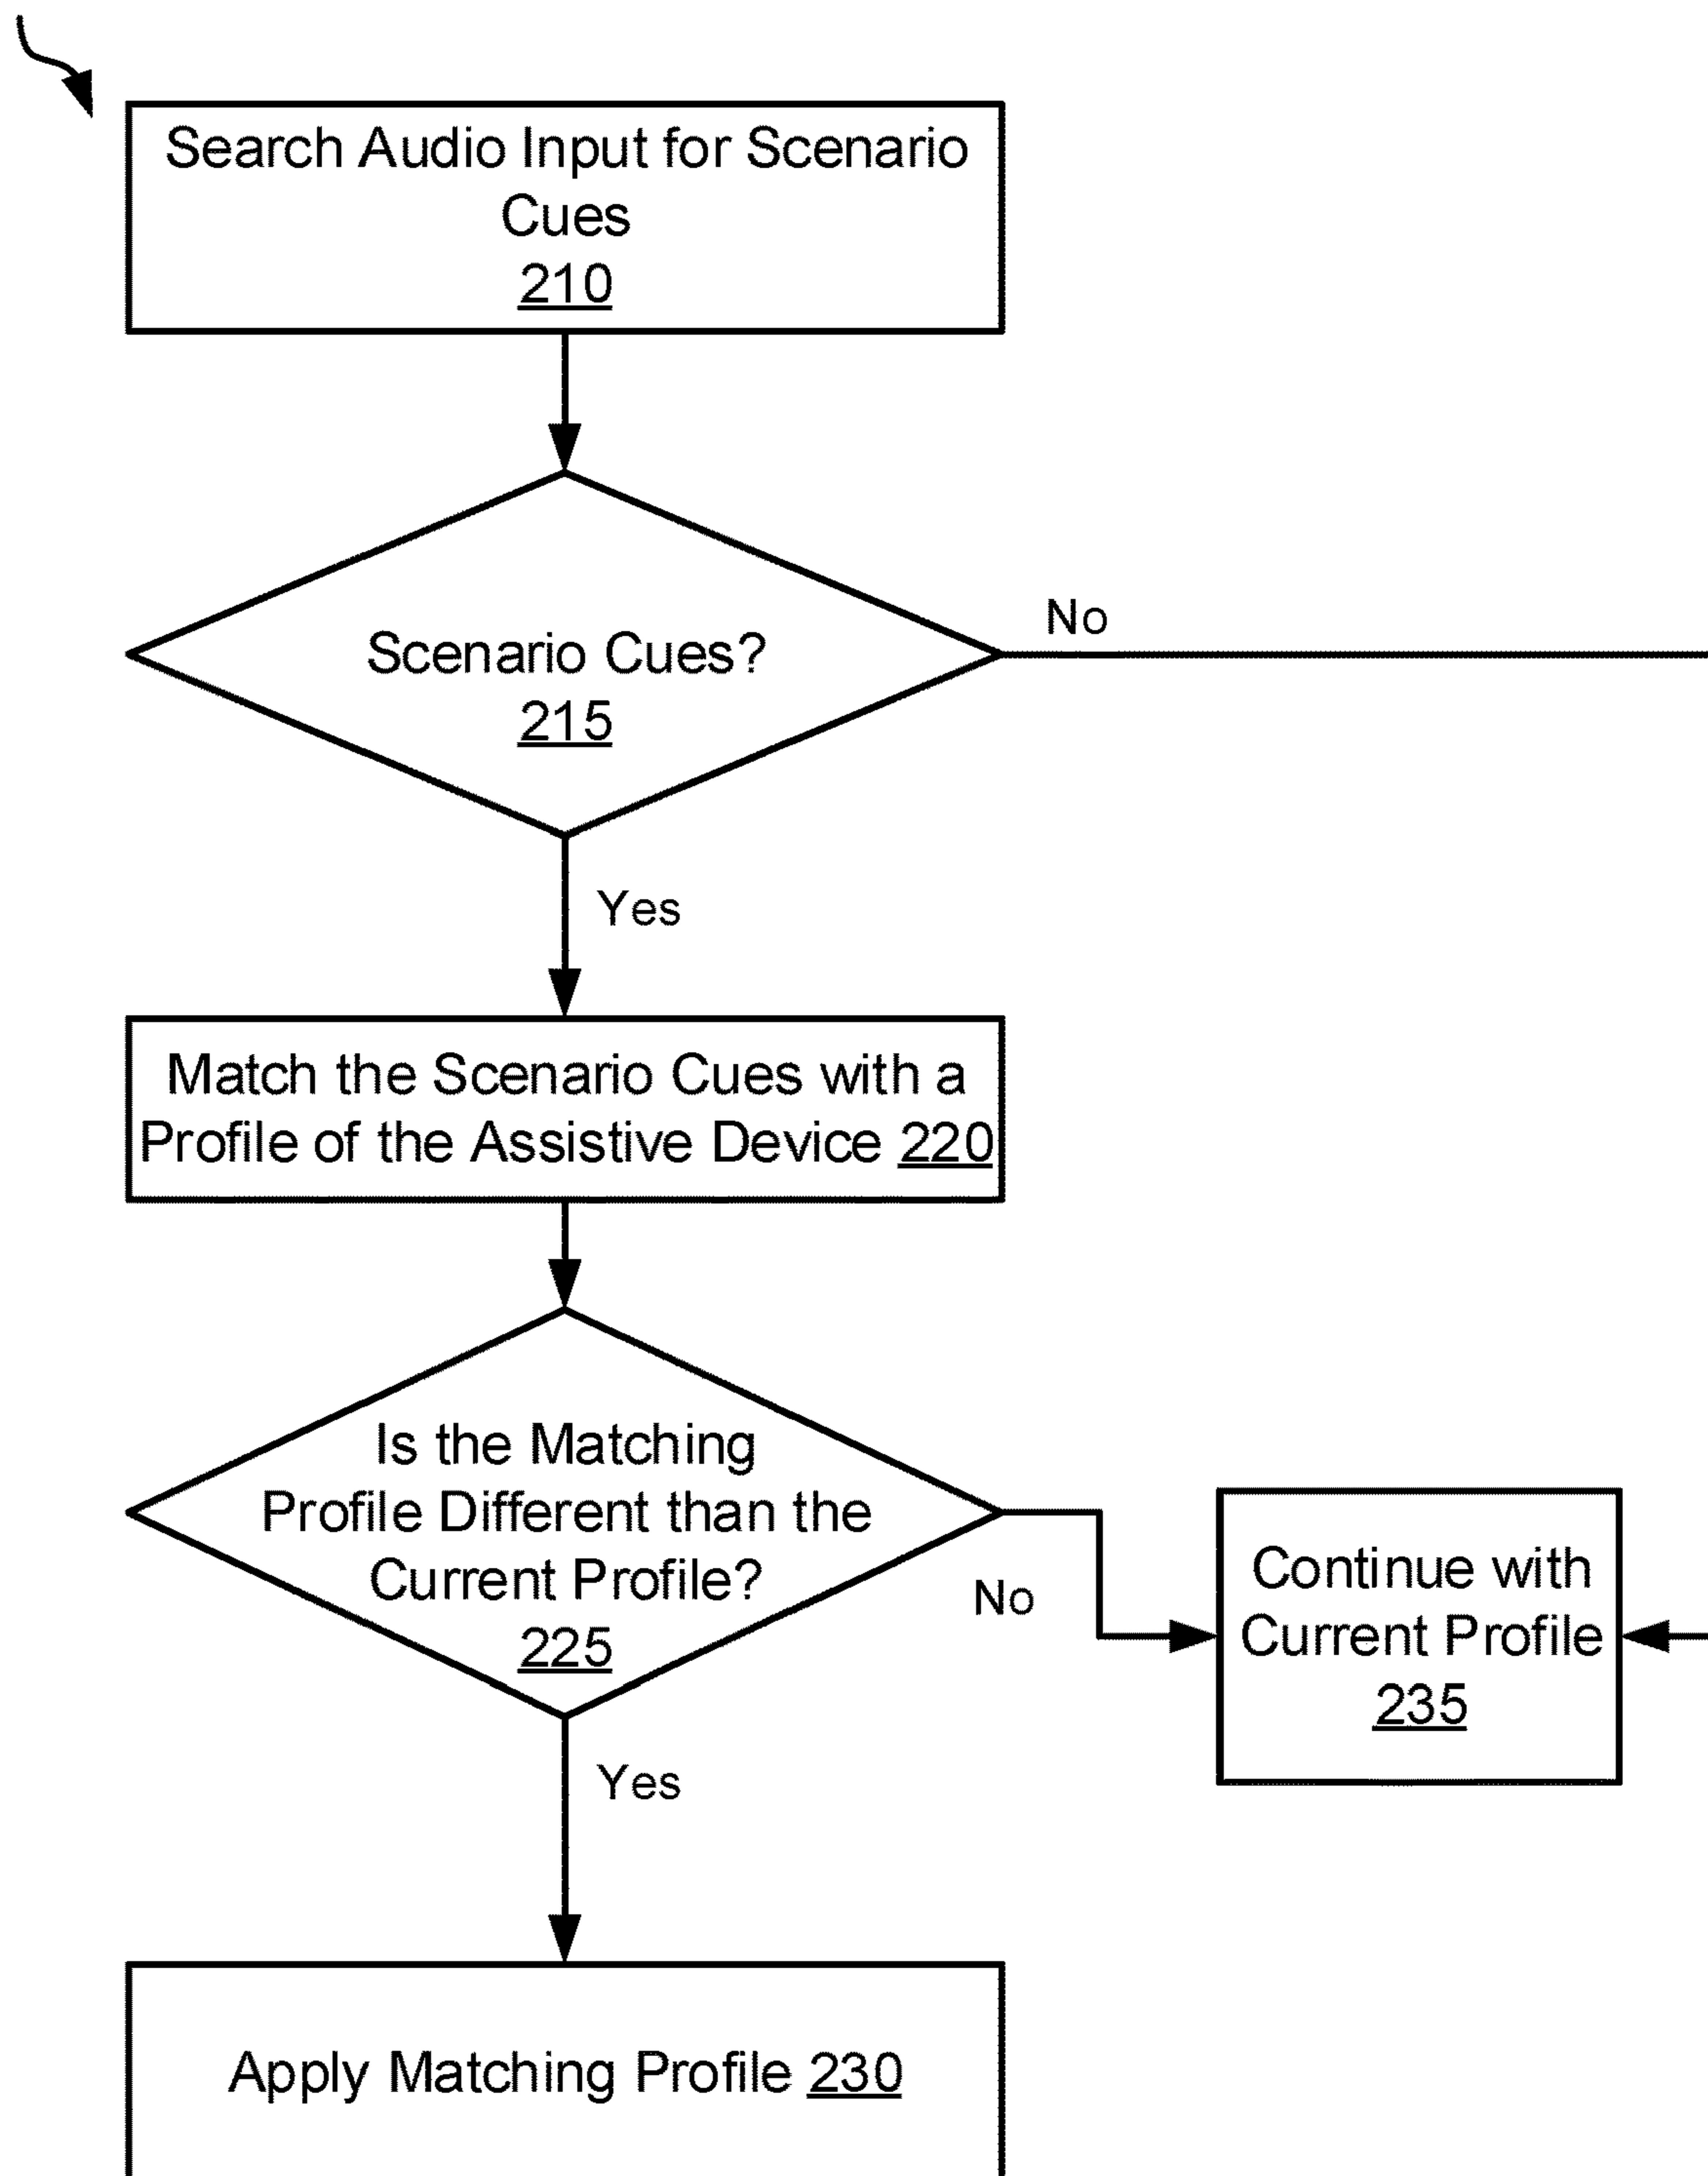 Search Audio Input for Scenario
Cues
210
Scenario Cues?
215
No
Yes
Match the Scenario Cues with a
Profile of the Assistive Device 220
Is the Matching
Profile Different than the
Current Profile?
225
No
Continue with
Current Profile
235
Yes
Apply Matching Profile 230